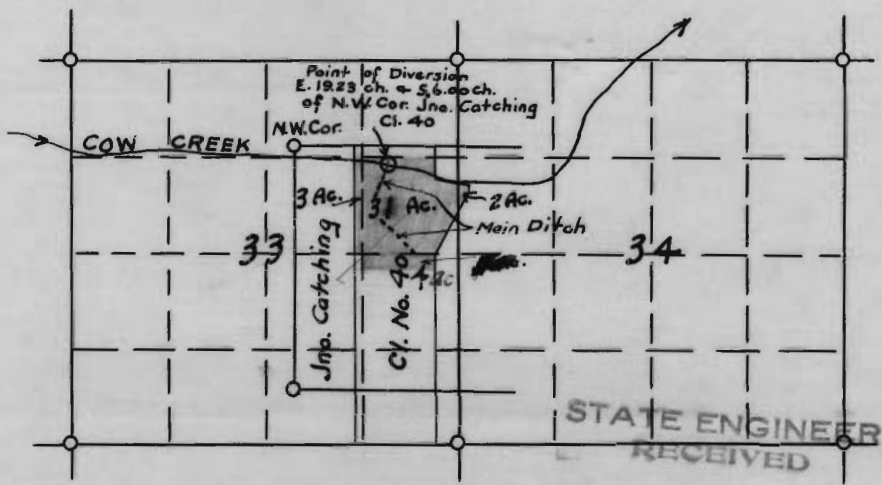 Point of Diversion
E. 19.23 ch. & S. 6.00 ch.
of N.W. Cor. Jno. Catching
Cl. 40
N.W. Cor.
COW CREEK
3 Ac.
31 Ac.
2 Ac.
Main Ditch
33
34
4 Ac
Jno. Catching
Cl. No. 40
STATE ENGINEER
RECEIVED